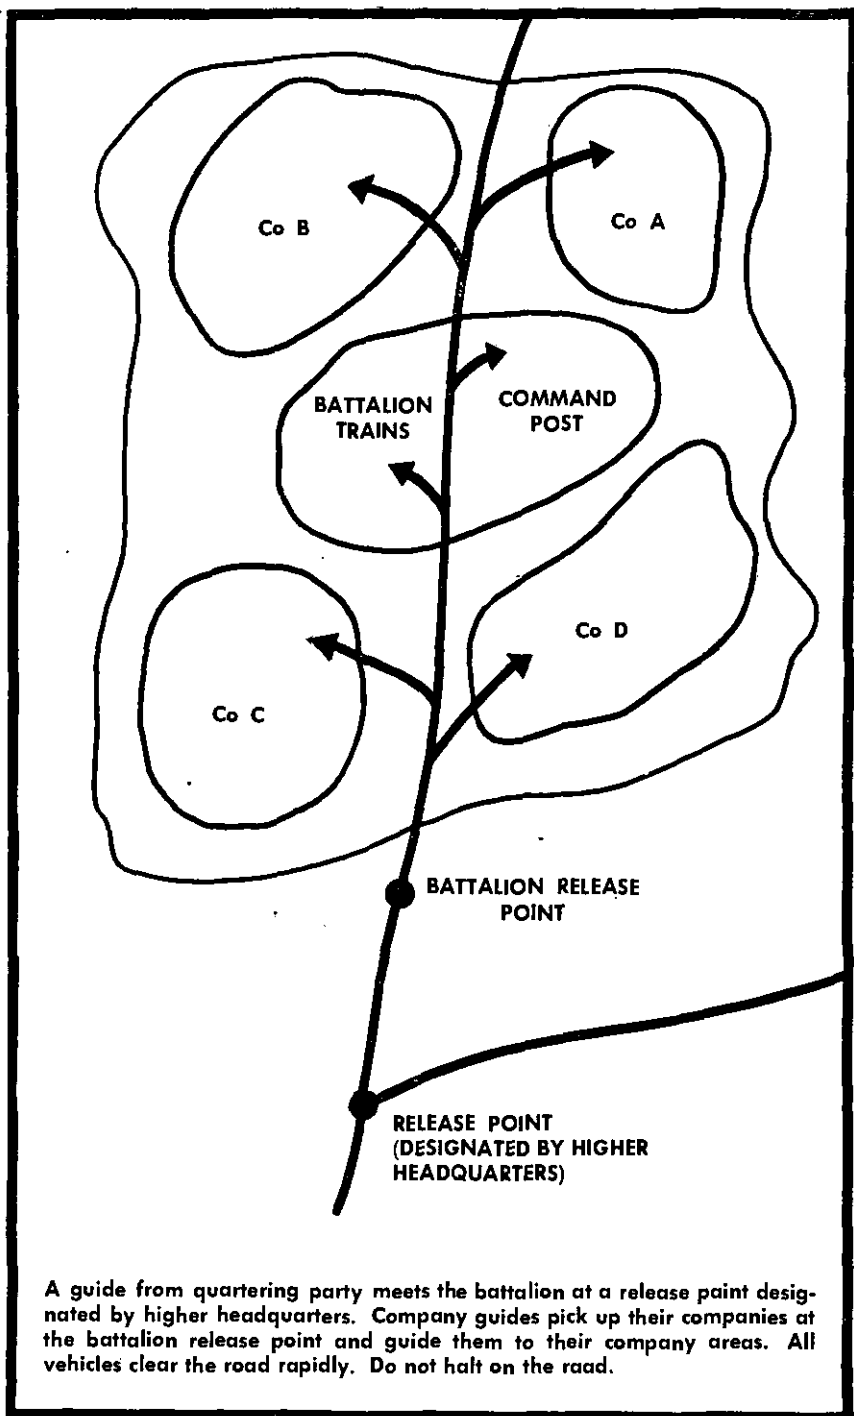 Co B
Co A
BATTALION
TRAINS
COMMAND
POST
Co D
Co C
BATTALION RELEASE
POINT
RELEASE POINT
(DESIGNATED BY HIGHER
HEADQUARTERS)
A guide from quartering party meets the battalion at a release paint desig-
nated by higher headquarters. Company guides pick up their companies at
the battalion release point and guide them to their company areas. All
vehicles clear the road rapidly. Do not halt on the raad.